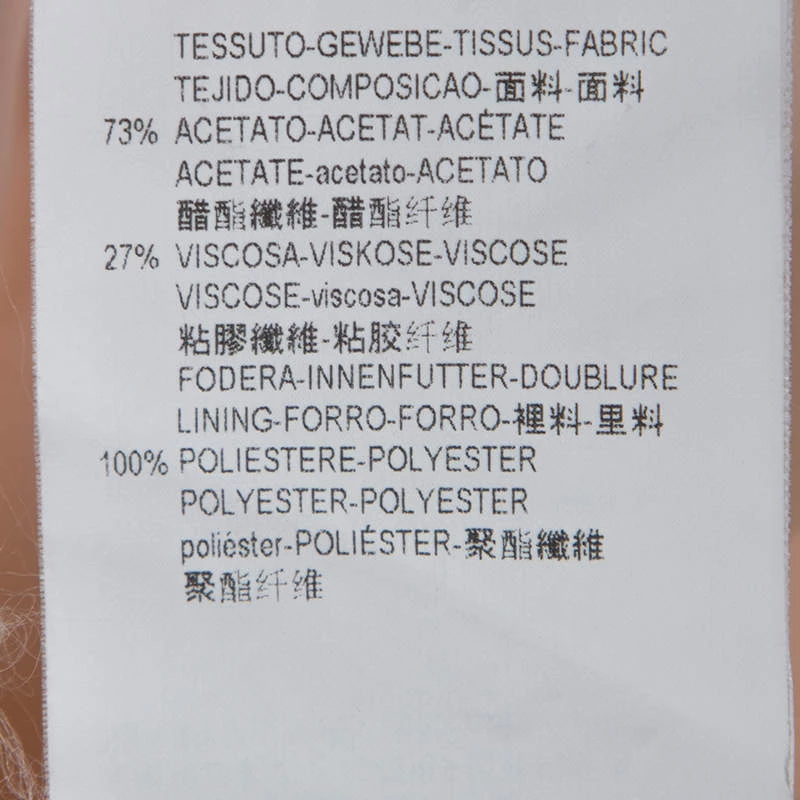 TESSUTO-GEWEBE-TISSUS-FABRIC
TEJIDO-COMPOSICAO-面料-面料
73% ACETATO-ACETAT-ACÉTATE
ACETATE-acetato-ACETATO
醋酯纖維-醋酯纤维
27% VISCOSA-VISKOSE-VISCOSE
VISCOSE-viscosa-VISCOSE
粘膠纖維-粘胶纤维
FODERA-INNENFUTTER-DOUBLURE
LINING-FORRO-FORRO-裡料-里料
100% POLIESTERE-POLYESTER
POLYESTER-POLYESTER
poliéster-POLIÉSTER-聚酯纖維
聚酯纤维